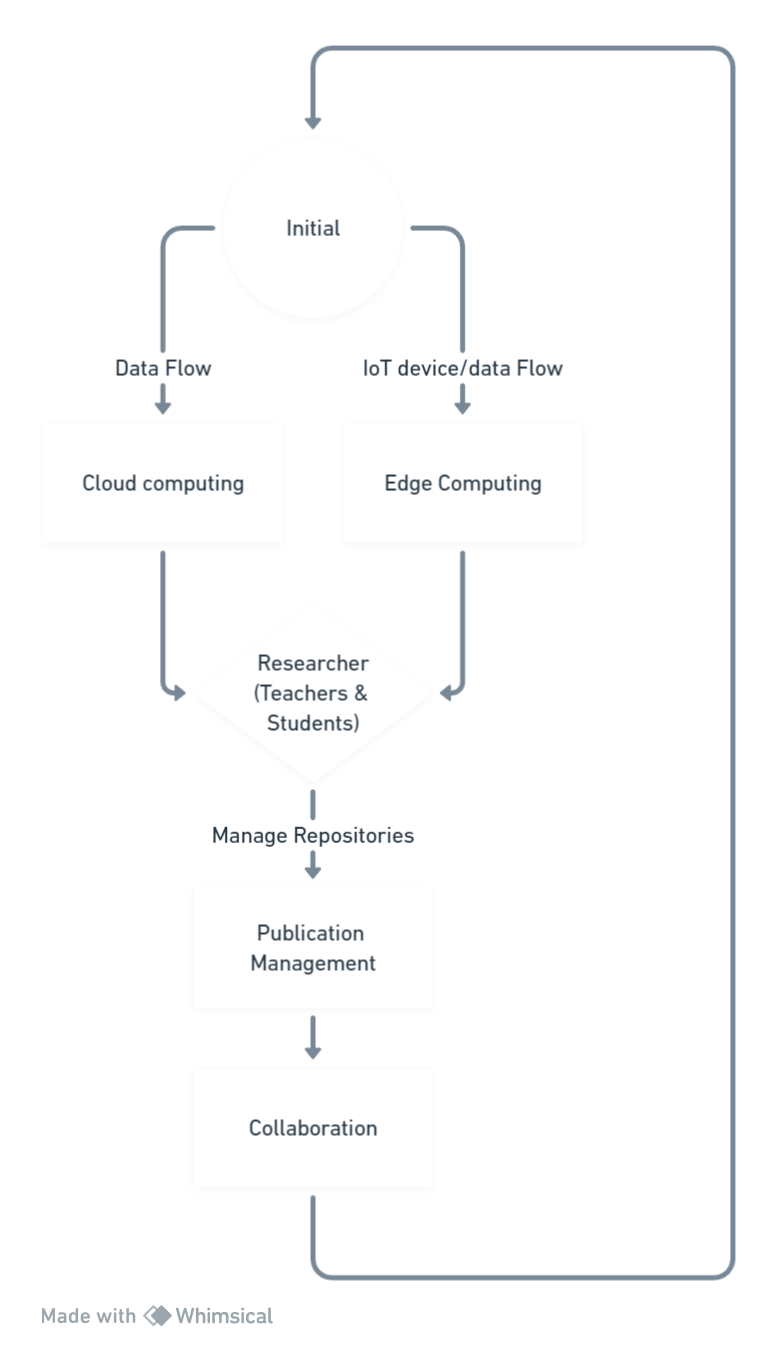 Initial
Data Flow
IoT device/data Flow
Cloud computing
Edge Computing
Researcher
(Teachers &
Students)
Manage Repositories
Publication
Management
Collaboration
Made with Whimsical